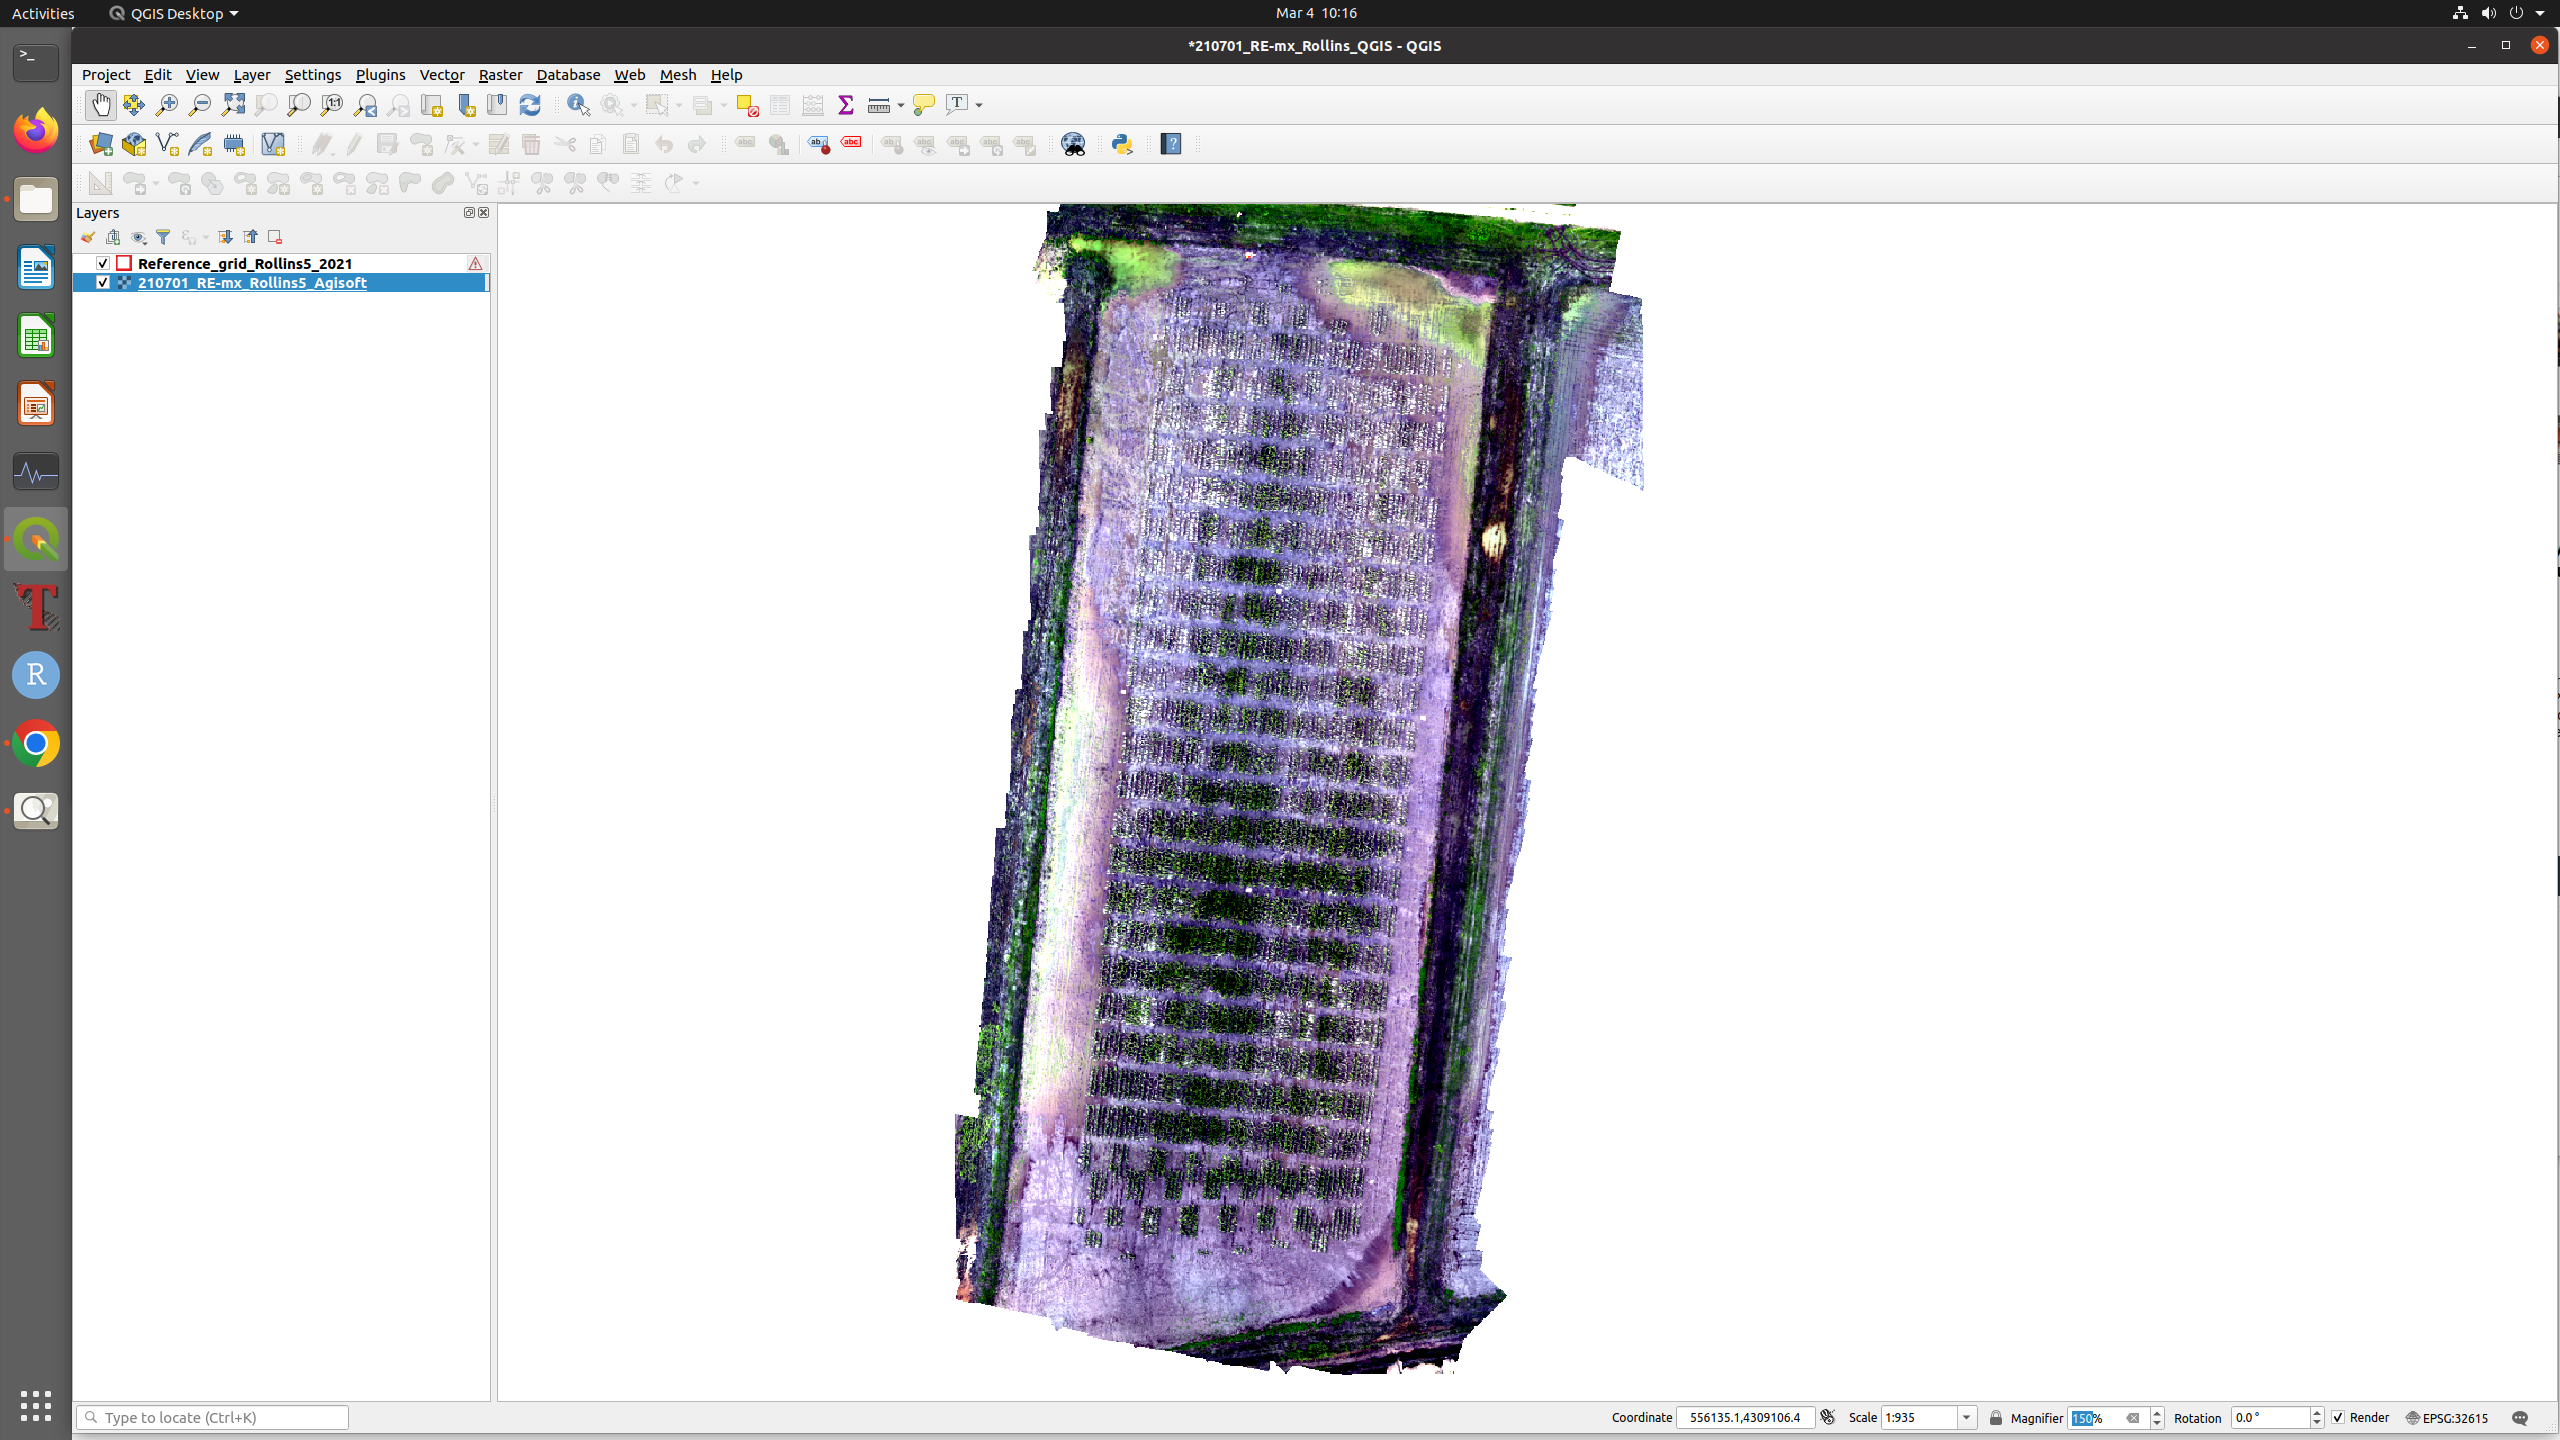 Activities QGIS Desktop Mar 4 10:16
*210701_RE-mx_Rollins_QGIS - QGIS
Project Edit View Layer Settings Plugins Vector Raster Database Web Mesh Help
Layers
Reference_grid_Rollins5_2021
210701_RE-mx_Rollins5_Agisoft
Type to locate (Ctrl+K) Coordinate 556135.1,4309106.4 Scale 1:935 Magnifier 150% Rotation 0.0 ° Render EPSG:32615